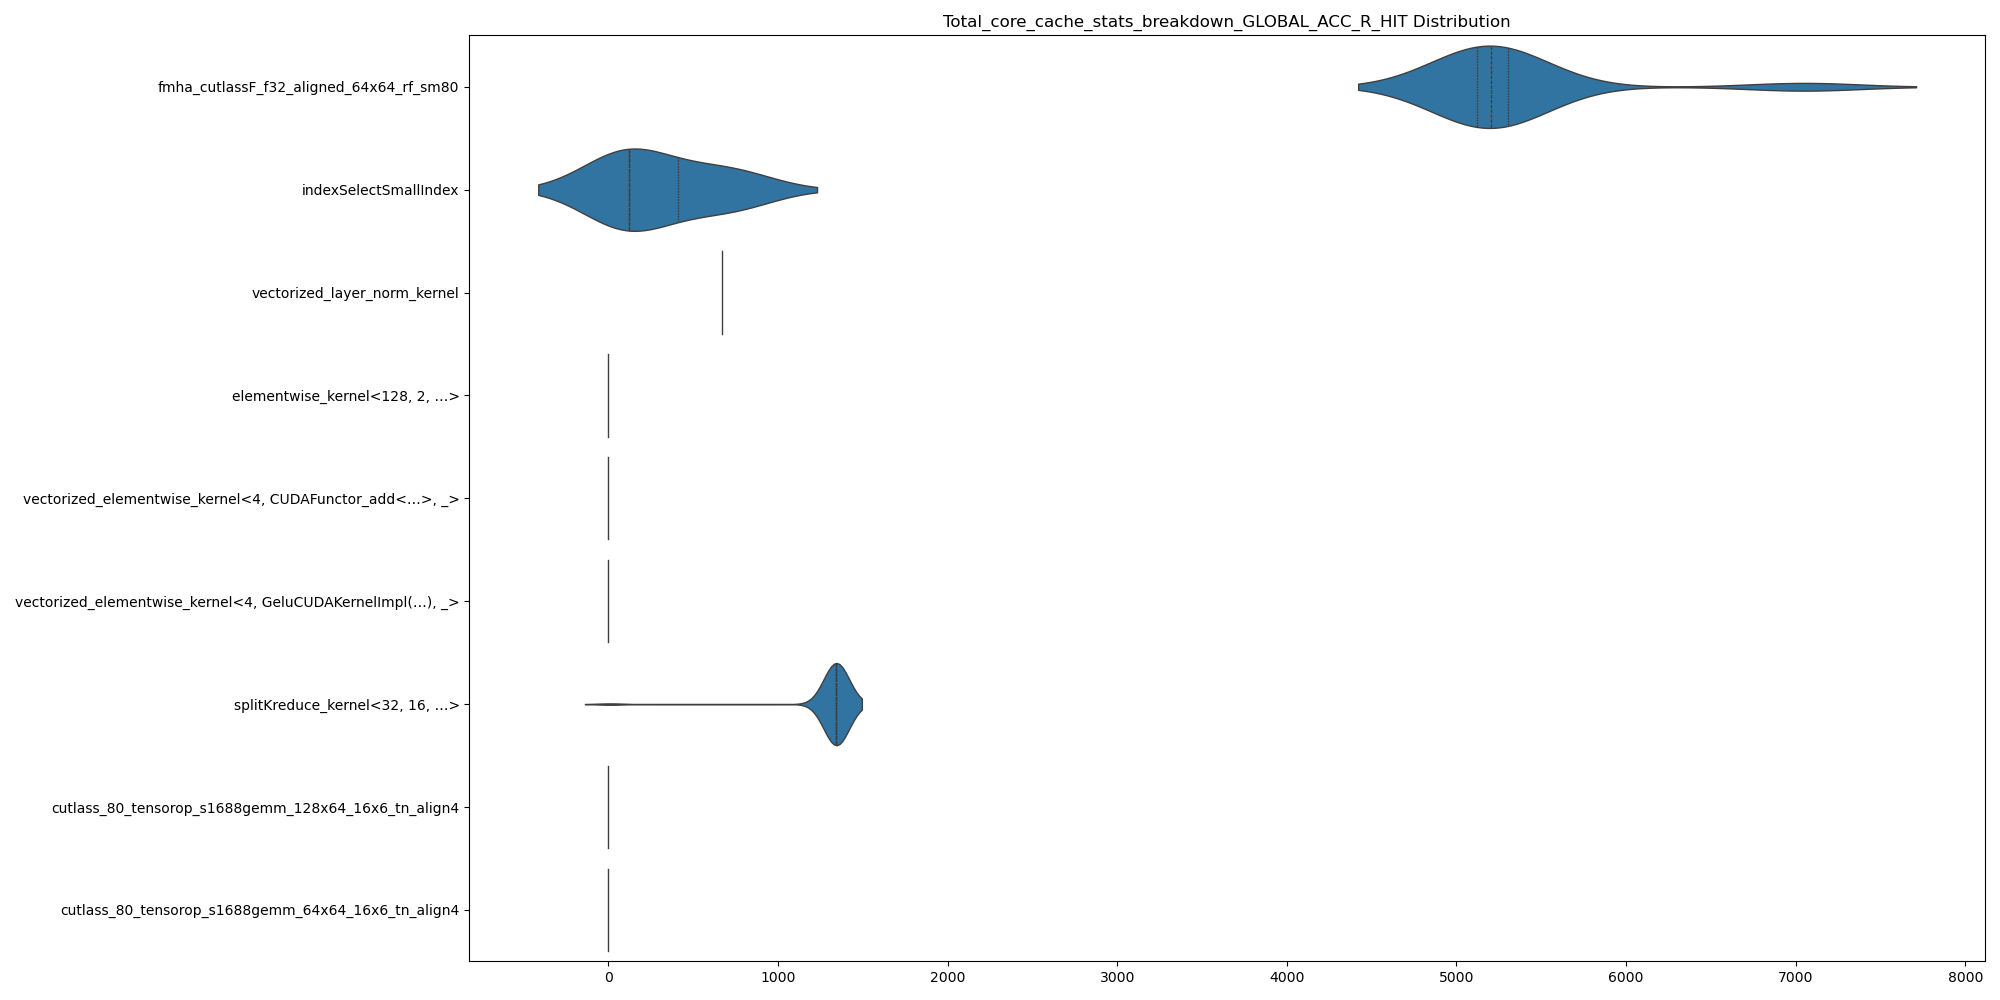 Total_core_cache_stats_breakdown_GLOBAL_ACC_R_HIT Distribution
fmha_cutlassF_f32_aligned_64x64_rf_sm80
indexSelectSmallIndex
vectorized_layer_norm_kernel
elementwise_kernel<128, 2, ...>
vectorized_elementwise_kernel<4, CUDAFunctor_add<...>, _>
vectorized_elementwise_kernel<4, GeluCUDAKernelImpl(...), _>
splitKreduce_kernel<32, 16, ...>
cutlass_80_tensorop_s1688gemm_128x64_16x6_tn_align4
cutlass_80_tensorop_s1688gemm_64x64_16x6_tn_align4
0 1000 2000 3000 4000 5000 6000 7000 8000